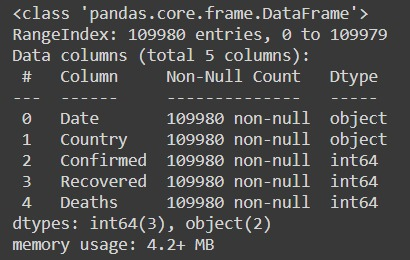 <class 'pandas.core.frame.DataFrame'>
RangeIndex: 109980 entries, 0 to 109979
Data columns (total 5 columns):
 #   Column     Non-Null Count   Dtype
---  ------     --------------   -----
 0   Date       109980 non-null  object
 1   Country    109980 non-null  object
 2   Confirmed  109980 non-null  int64
 3   Recovered  109980 non-null  int64
 4   Deaths     109980 non-null  int64
dtypes: int64(3), object(2)
memory usage: 4.2+ MB